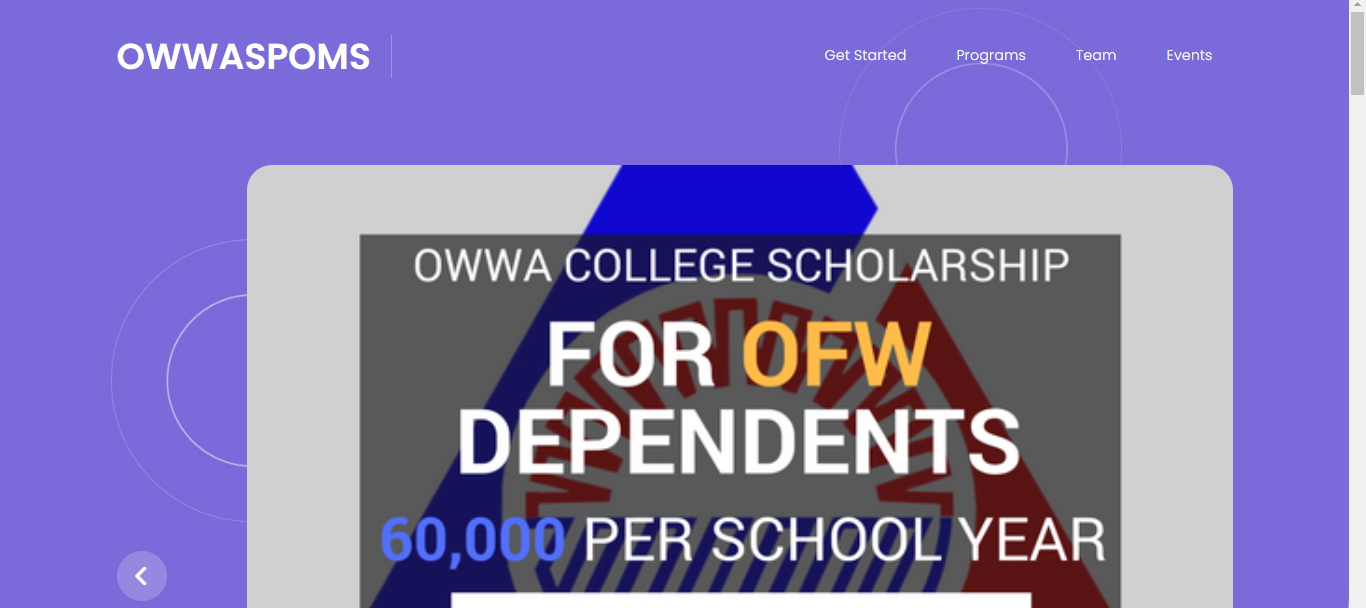 OWWASPOMS
Get Started Programs Team Events
OWWA COLLEGE SCHOLARSHIP
FOR OFW
DEPENDENTS
60,000 PER SCHOOL YEAR